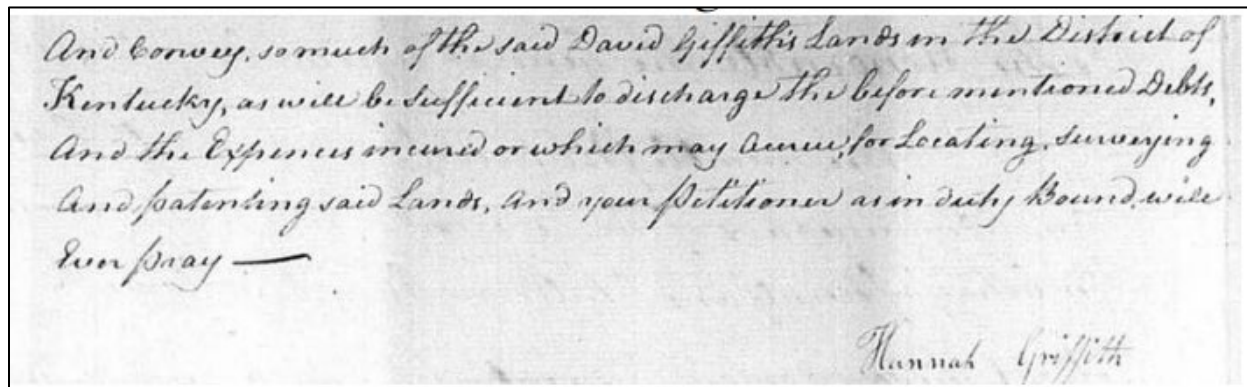 And Convey, so much of the said David Griffith's Lands in the District of
Kentucky, as will be Sufficient to discharge the before mentioned Debts,
And the Expences incured or which may accrue, for Locating, Surveying
And patenting said Lands, And your Petitioner as in duty Bound, will
Ever pray —
Hannah Griffith